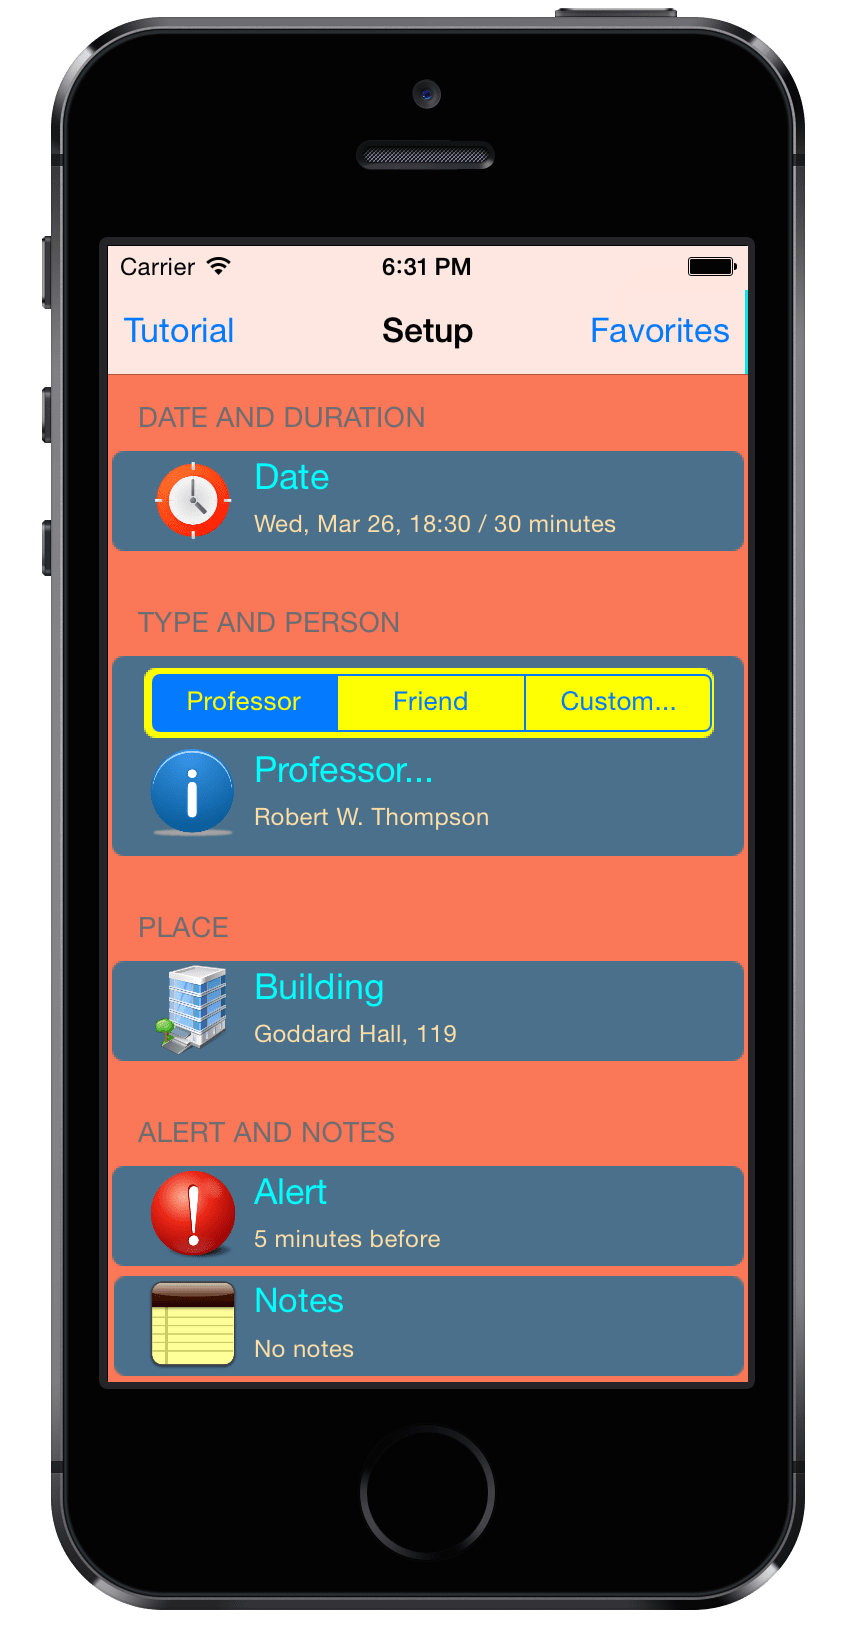 Carrier 6:31 PM
Tutorial Setup Favorites
DATE AND DURATION
Date
Wed, Mar 26, 18:30 / 30 minutes
TYPE AND PERSON
Professor Friend Custom...
Professor...
Robert W. Thompson
PLACE
Building
Goddard Hall, 119
ALERT AND NOTES
Alert
5 minutes before
Notes
No notes